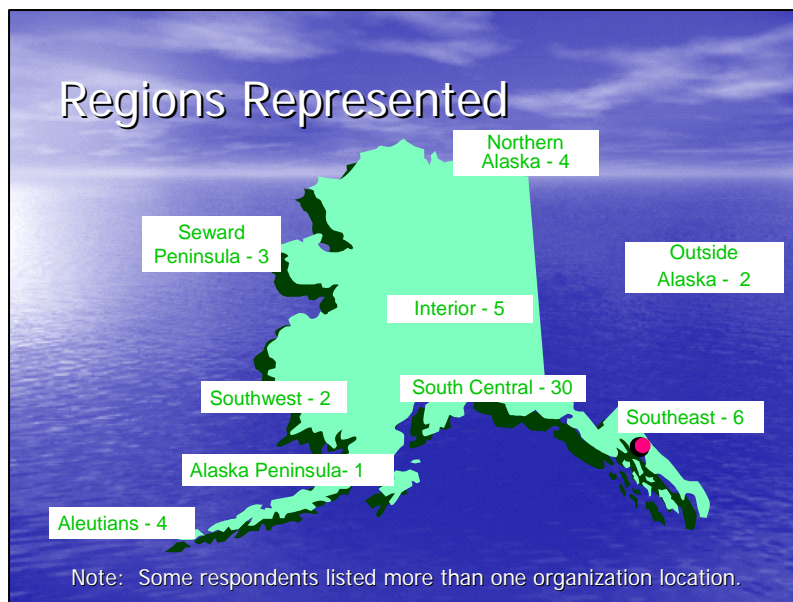 Regions Represented
Northern
Alaska - 4
Seward
Peninsula - 3
Outside
Alaska -  2
Interior - 5
South Central - 30
Southwest - 2
Southeast - 6
Alaska Peninsula- 1
Aleutians - 4
Note:  Some respondents listed more than one organization location.